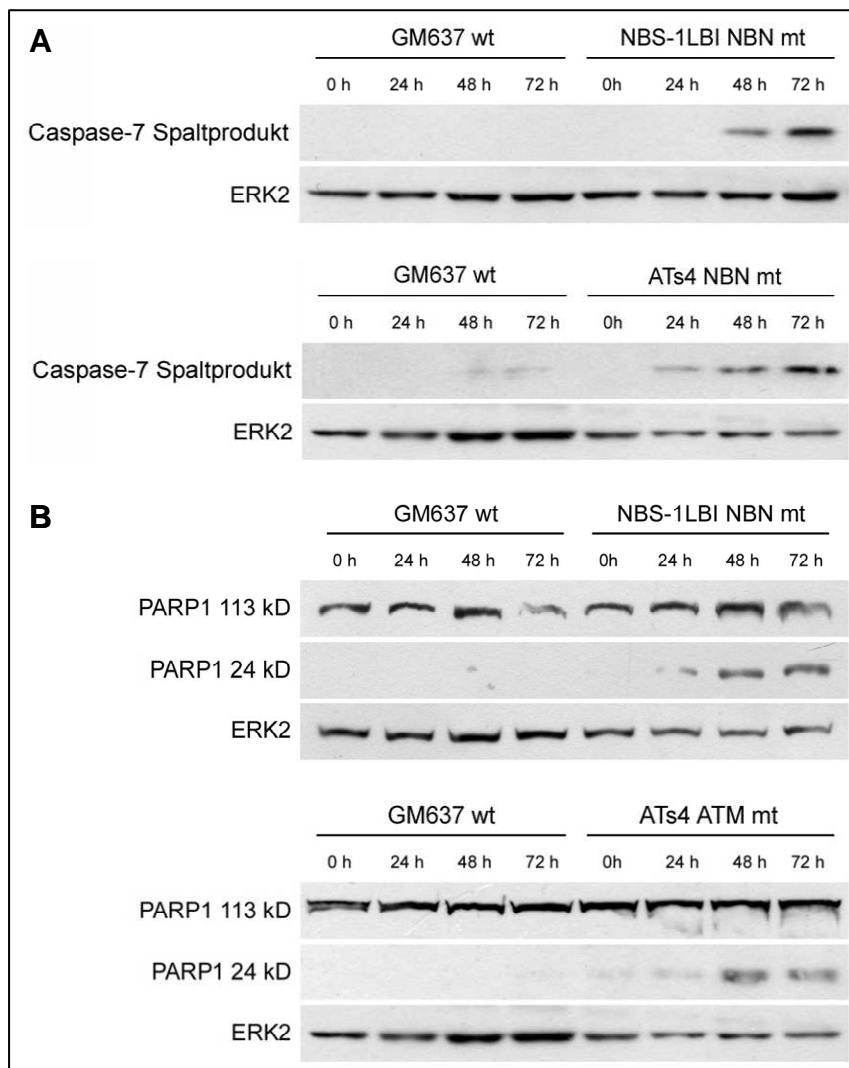 A
GM637 wt NBS-1LBI NBN mt
0 h 24 h 48 h 72 h 0h 24 h 48 h 72 h
Caspase-7 Spaltprodukt
ERK2
GM637 wt ATs4 NBN mt
0 h 24 h 48 h 72 h 0h 24 h 48 h 72 h
Caspase-7 Spaltprodukt
ERK2
B
GM637 wt NBS-1LBI NBN mt
0 h 24 h 48 h 72 h 0h 24 h 48 h 72 h
PARP1 113 kD
PARP1 24 kD
ERK2
GM637 wt ATs4 ATM mt
0 h 24 h 48 h 72 h 0h 24 h 48 h 72 h
PARP1 113 kD
PARP1 24 kD
ERK2